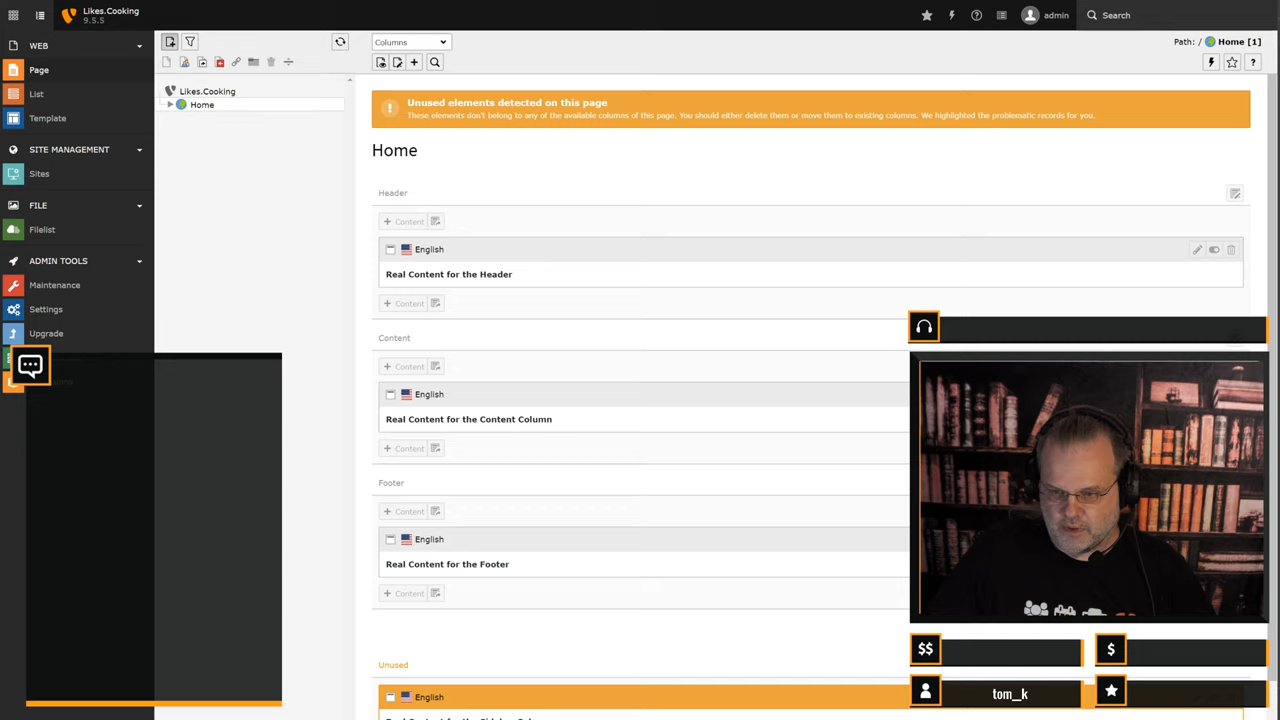 Likes.Cooking
9.5.5
admin
Search
WEB
Page
List
Template
SITE MANAGEMENT
Sites
FILE
Filelist
ADMIN TOOLS
Maintenance
Settings
Upgrade
Likes.Cooking
Home
Columns
Path: / Home [1]
Unused elements detected on this page
These elements don't belong to any of the available columns of this page. You should either delete them or move them to existing columns. We highlighted the problematic records for you.
Home
Header
+ Content
English
Real Content for the Header
+ Content
Content
+ Content
English
Real Content for the Content Column
+ Content
Footer
+ Content
English
Real Content for the Footer
+ Content
Unused
English
$$
$
tom_k